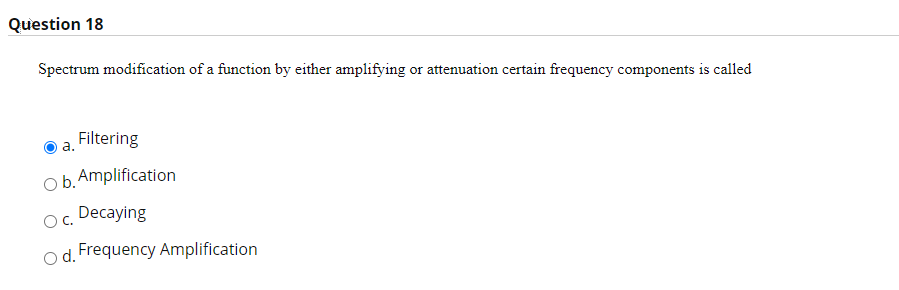 Question 18
Spectrum modification of a function by either amplifying or attenuation certain frequency components is called
a. Filtering
b. Amplification
c. Decaying
d. Frequency Amplification